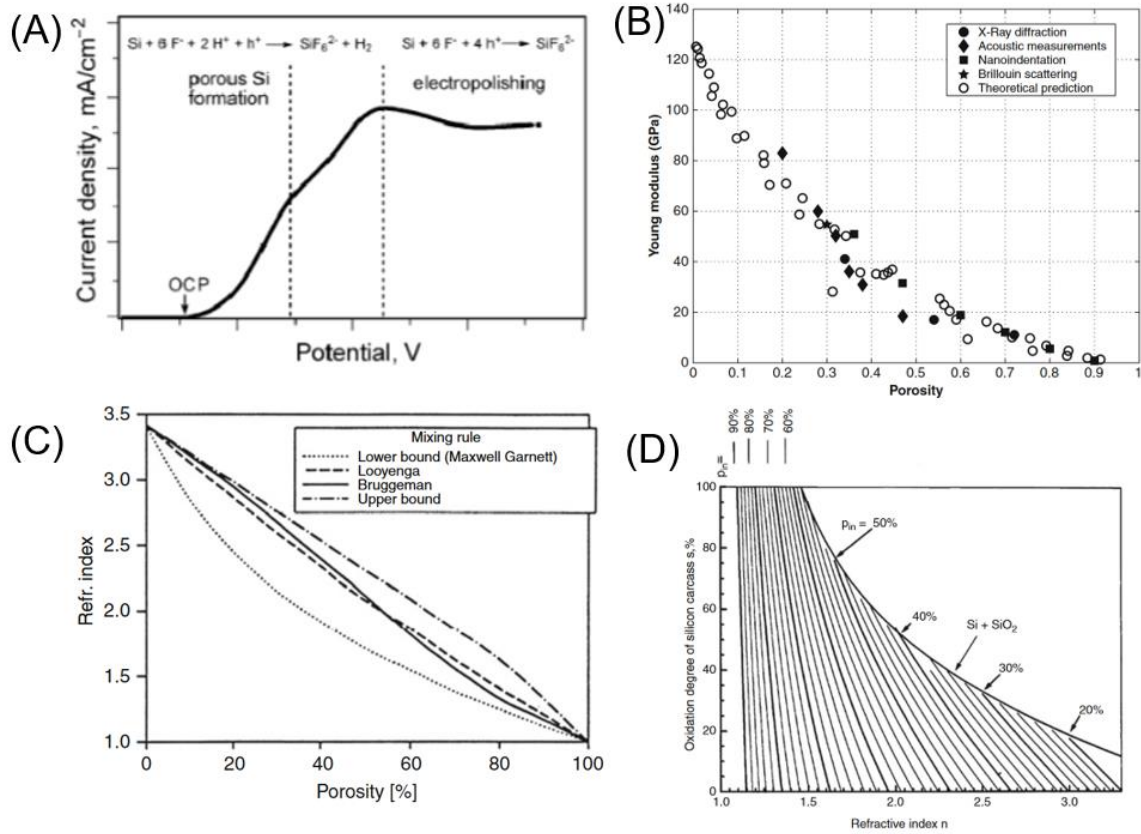 (A)
Si + 6 F⁻ + 2 H⁺ + h⁺ → SiF₆²⁻ + H₂
Si + 6 F⁻ + 4 h⁺ → SiF₆²⁻
porous Si
formation
electropolishing
OCP
Current density, mA/cm⁻²
Potential, V
(B)
140
120
100
80
60
40
20
0
Young modulus (GPa)
X-Ray diffraction
Acoustic measurements
Nanoindentation
Brillouin scattering
Theoretical prediction
0 0.1 0.2 0.3 0.4 0.5 0.6 0.7 0.8 0.9 1
Porosity
(C)
3.5
3.0
2.5
2.0
1.5
1.0
Refr. index
Mixing rule
Lower bound (Maxwell Garnett)
Looyenga
Bruggeman
Upper bound
0 20 40 60 80 100
Porosity [%]
(D)
pin=
90%
80%
70%
60%
100
80
60
40
20
0
Oxidation degree of silicon carcass s,%
pin = 50%
40%
Si + SiO₂
30%
20%
1.0 1.5 2.0 2.5 3.0
Refractive index n